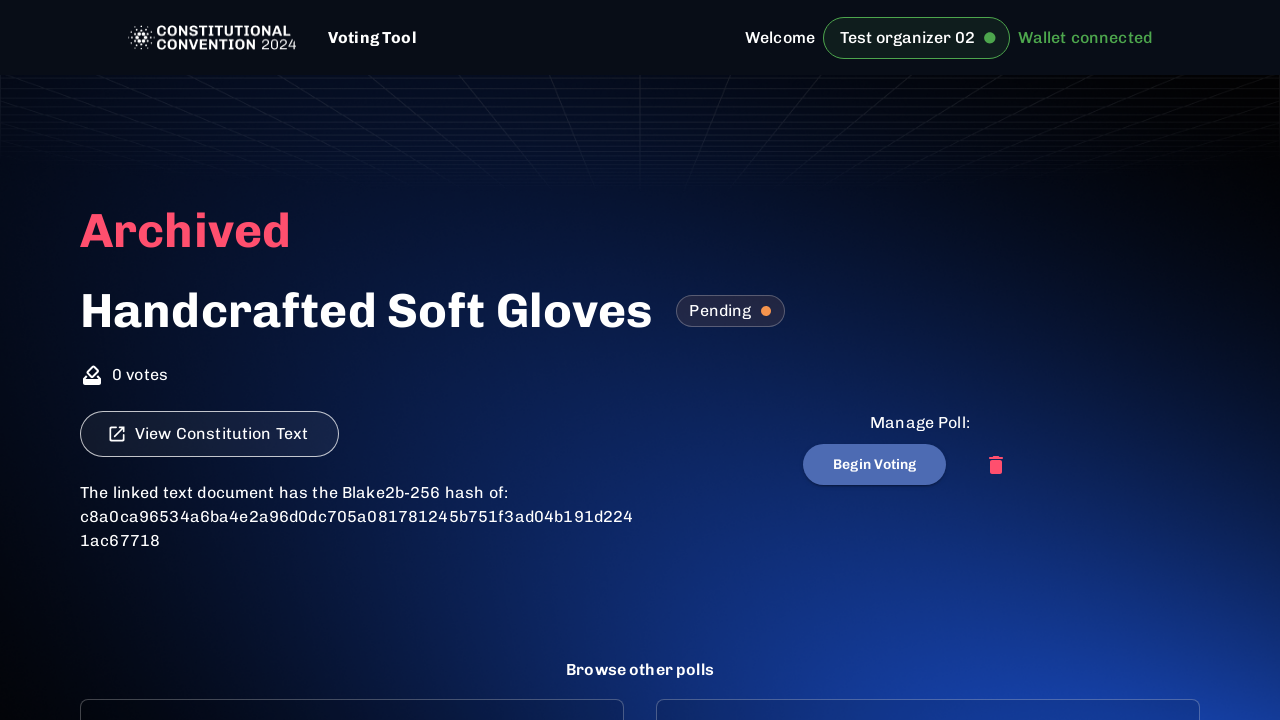 CONSTITUTIONAL
CONVENTION 2024
Voting Tool
Welcome
Test organizer 02
Wallet connected
Archived
Handcrafted Soft Gloves
Pending
0 votes
View Constitution Text
Manage Poll:
Begin Voting
The linked text document has the Blake2b-256 hash of:
c8a0ca96534a6ba4e2a96d0dc705a081781245b751f3ad04b191d224
1ac67718
Browse other polls